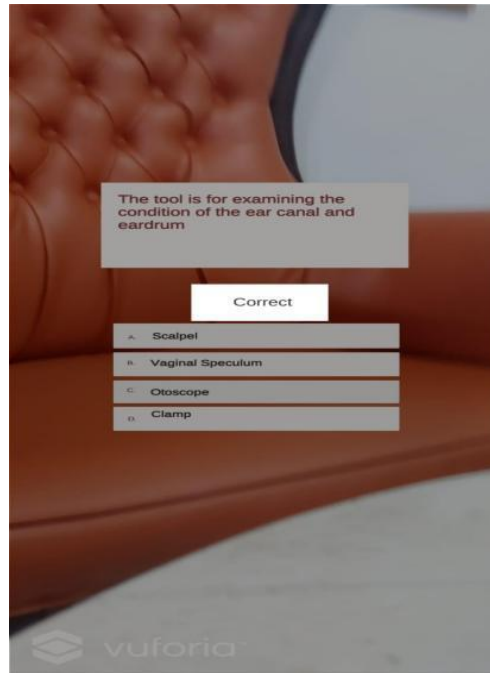 The tool is for examining the
condition of the ear canal and
eardrum
Correct
A. Scalpel
B. Vaginal Speculum
C. Otoscope
D. Clamp
vuforia